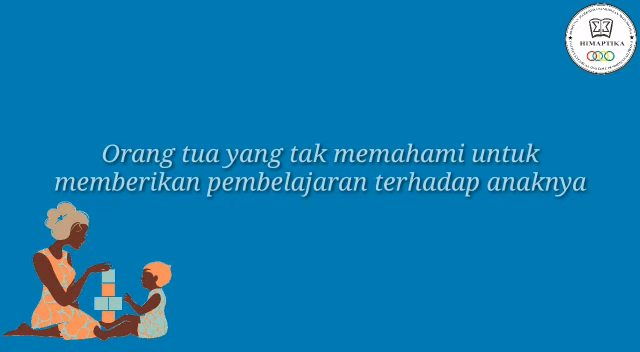 HIMAPTIKA
Orang tua yang tak memahami untuk
memberikan pembelajaran terhadap anaknya